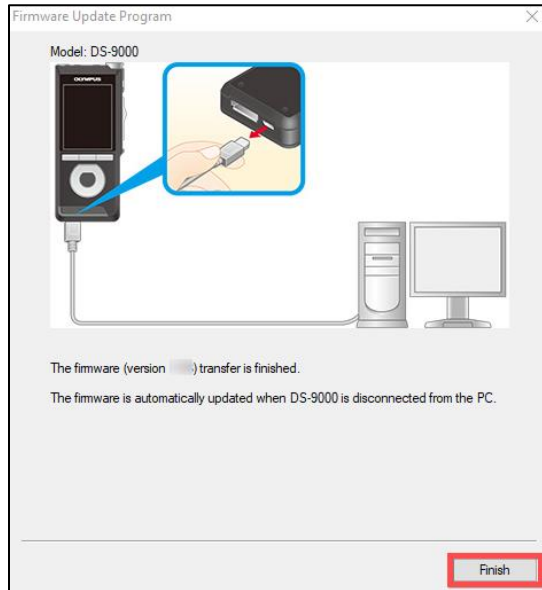 Firmware Update Program
Model: DS-9000
OLYMPUS
The firmware (version ) transfer is finished.
The firmware is automatically updated when DS-9000 is disconnected from the PC.
Finish